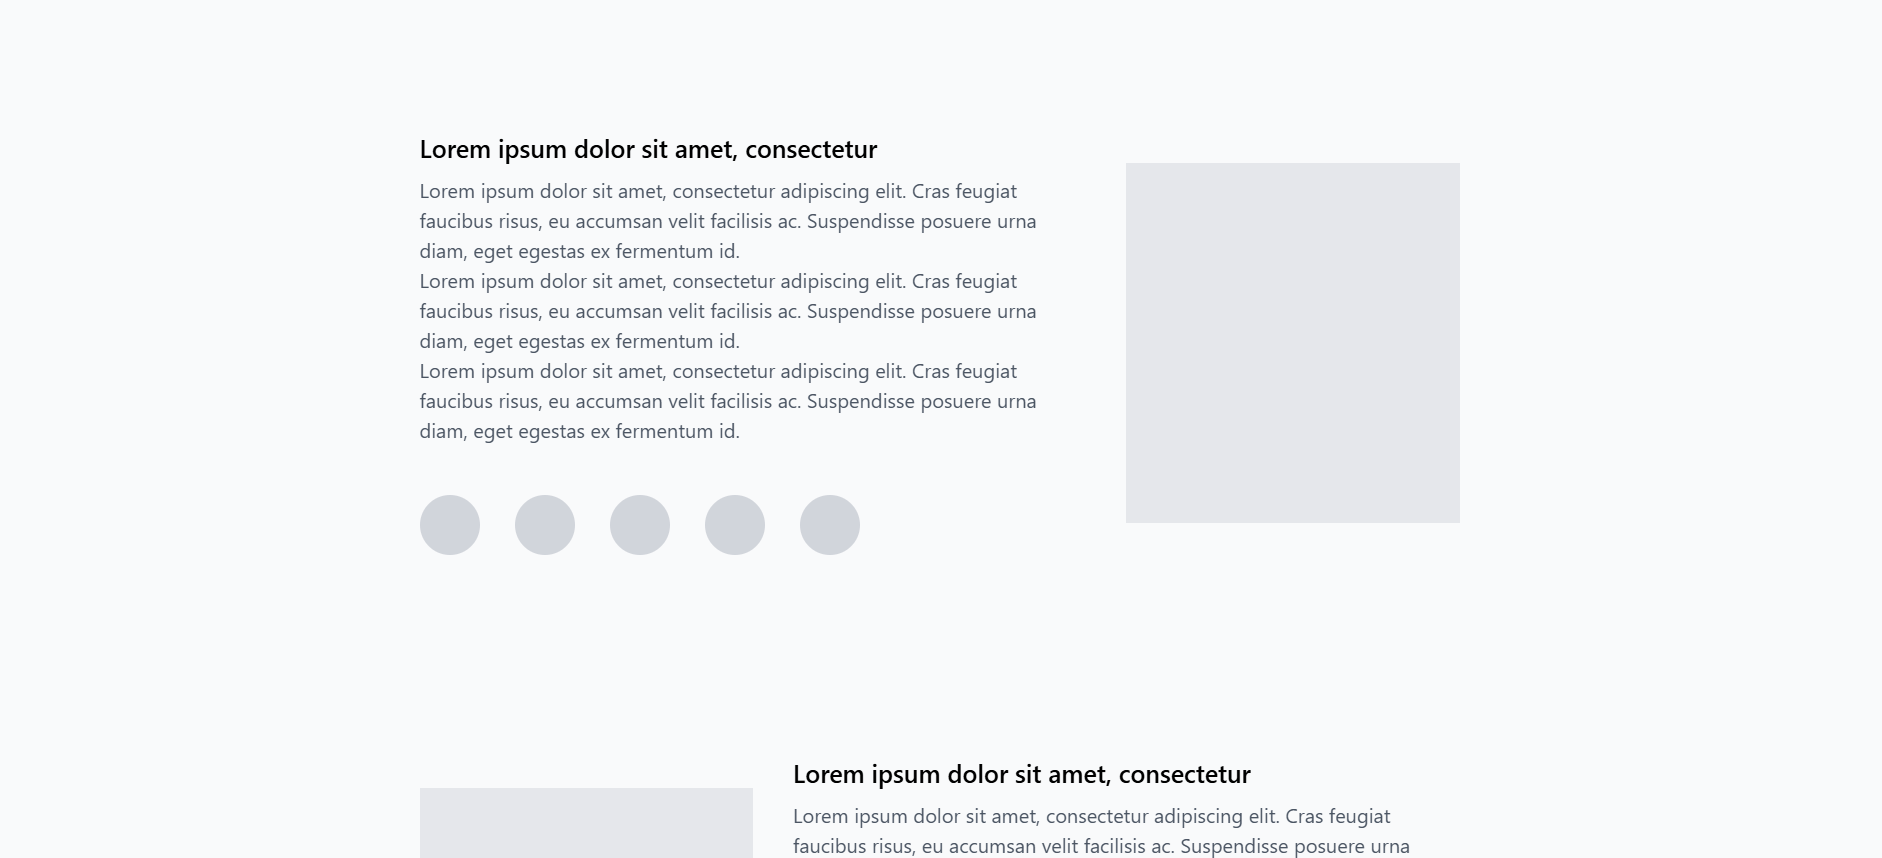 Lorem ipsum dolor sit amet, consectetur
Lorem ipsum dolor sit amet, consectetur adipiscing elit. Cras feugiat
faucibus risus, eu accumsan velit facilisis ac. Suspendisse posuere urna
diam, eget egestas ex fermentum id.
Lorem ipsum dolor sit amet, consectetur adipiscing elit. Cras feugiat
faucibus risus, eu accumsan velit facilisis ac. Suspendisse posuere urna
diam, eget egestas ex fermentum id.
Lorem ipsum dolor sit amet, consectetur adipiscing elit. Cras feugiat
faucibus risus, eu accumsan velit facilisis ac. Suspendisse posuere urna
diam, eget egestas ex fermentum id.
Lorem ipsum dolor sit amet, consectetur
Lorem ipsum dolor sit amet, consectetur adipiscing elit. Cras feugiat
faucibus risus, eu accumsan velit facilisis ac. Suspendisse posuere urna